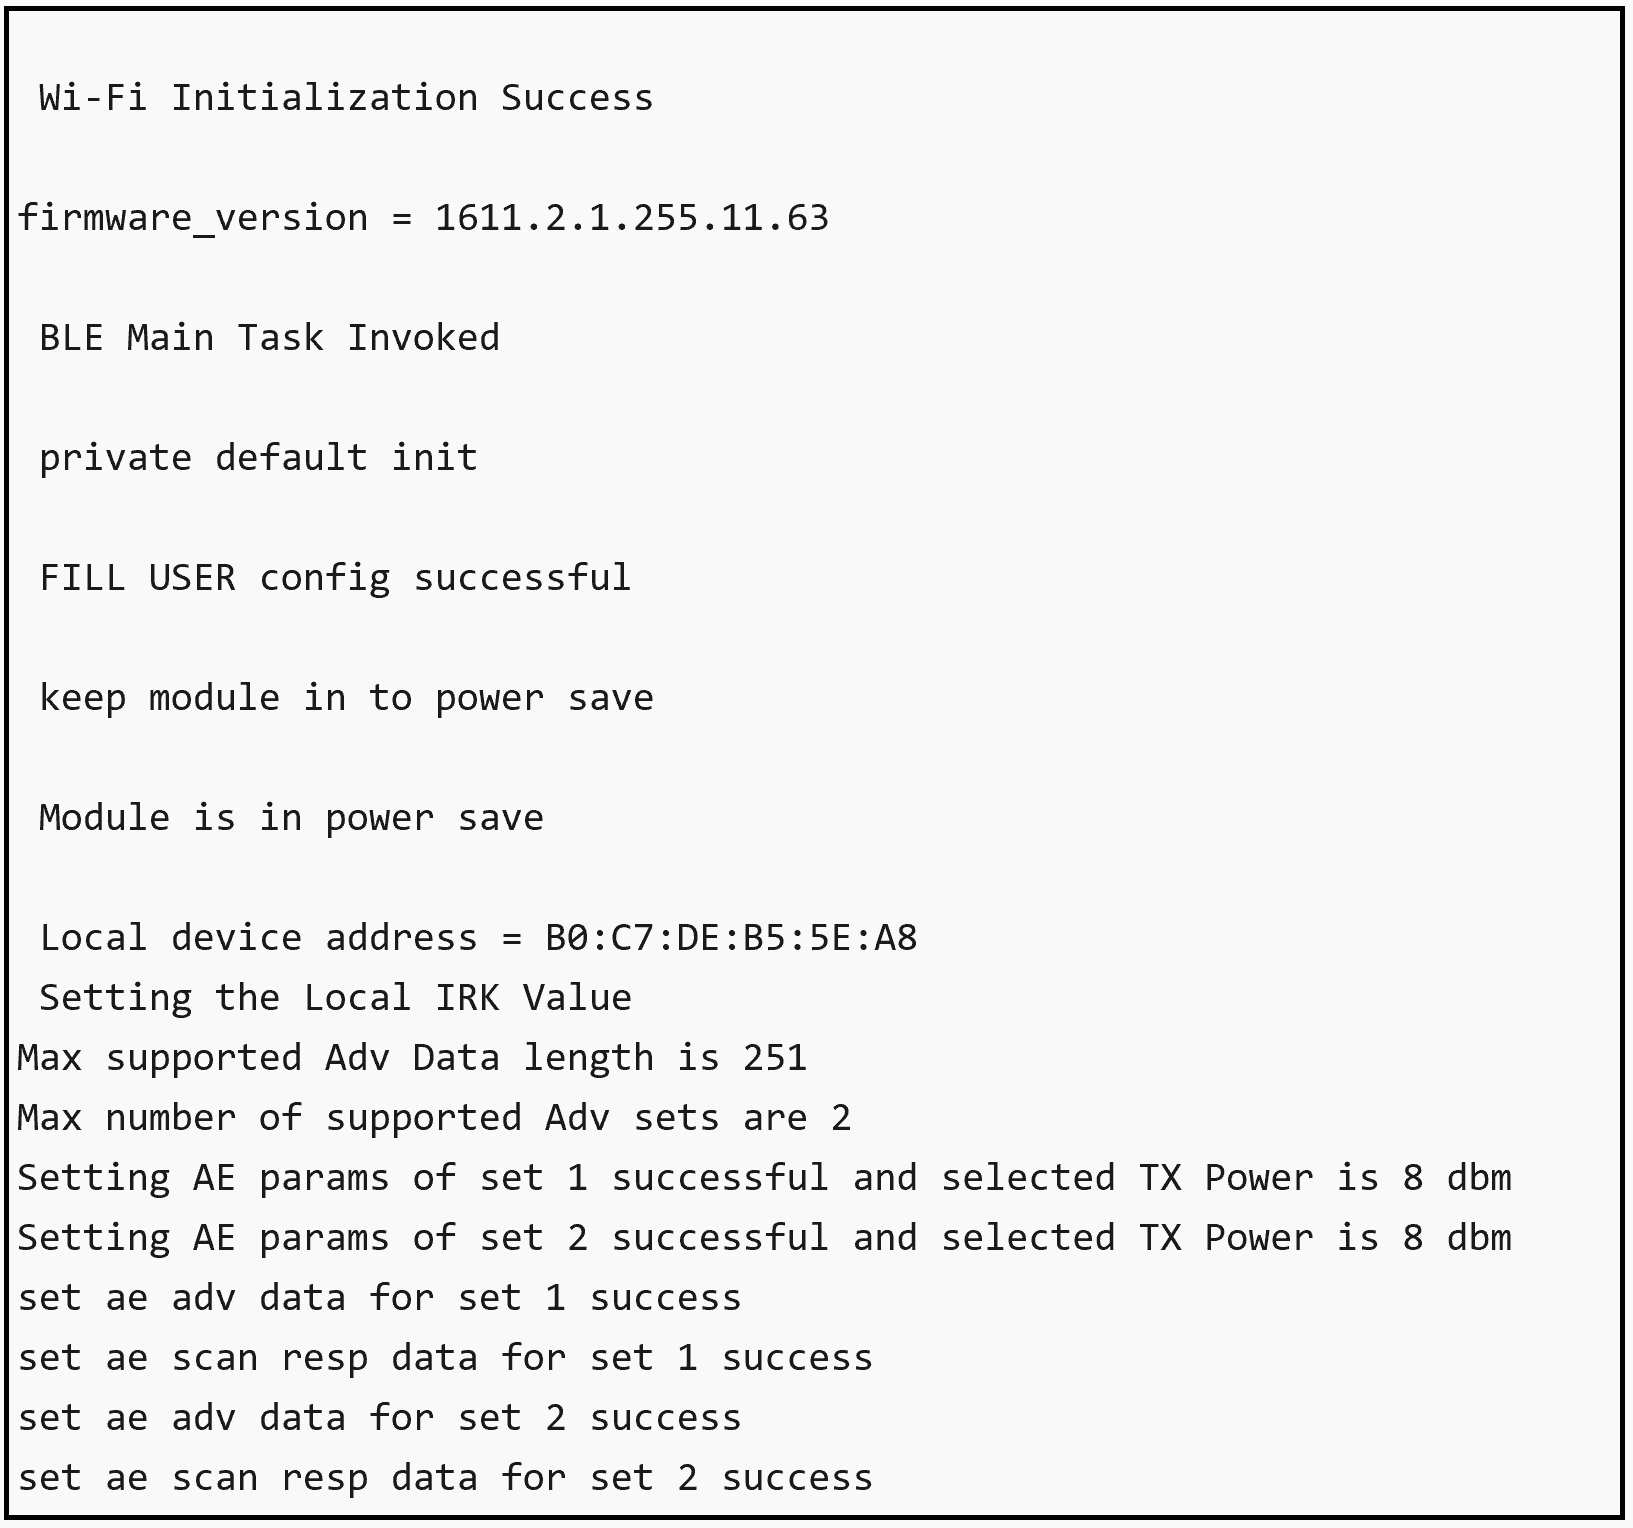 Wi-Fi Initialization Success
firmware_version = 1611.2.1.255.11.63
BLE Main Task Invoked
private default init
FILL USER config successful
keep module in to power save
Module is in power save
Local device address = B0:C7:DE:B5:5E:A8
Setting the Local IRK Value
Max supported Adv Data length is 251
Max number of supported Adv sets are 2
Setting AE params of set 1 successful and selected TX Power is 8 dbm
Setting AE params of set 2 successful and selected TX Power is 8 dbm
set ae adv data for set 1 success
set ae scan resp data for set 1 success
set ae adv data for set 2 success
set ae scan resp data for set 2 success